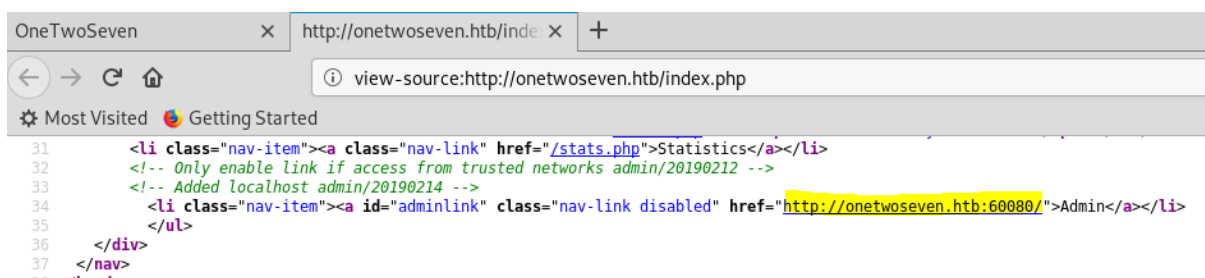 OneTwoSeven × http://onetwoseven.htb/inde × +
view-source:http://onetwoseven.htb/index.php
Most Visited Getting Started
31 <li class="nav-item"><a class="nav-link" href="/stats.php">Statistics</a></li>
32 <!-- Only enable link if access from trusted networks admin/20190212 -->
33 <!-- Added localhost admin/20190214 -->
34 <li class="nav-item"><a id="adminlink" class="nav-link disabled" href="http://onetwoseven.htb:60080/">Admin</a></li>
35 </ul>
36 </div>
37 </nav>